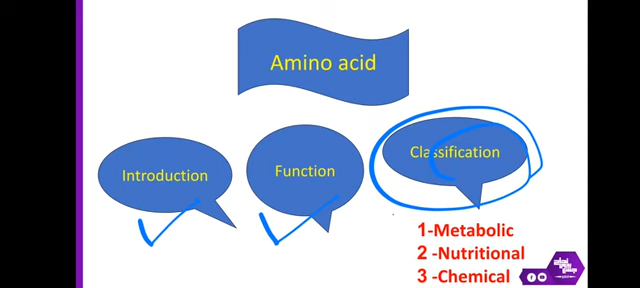 Amino acid
Introduction
Function
Classification
1-Metabolic
2 -Nutritional
3 -Chemical